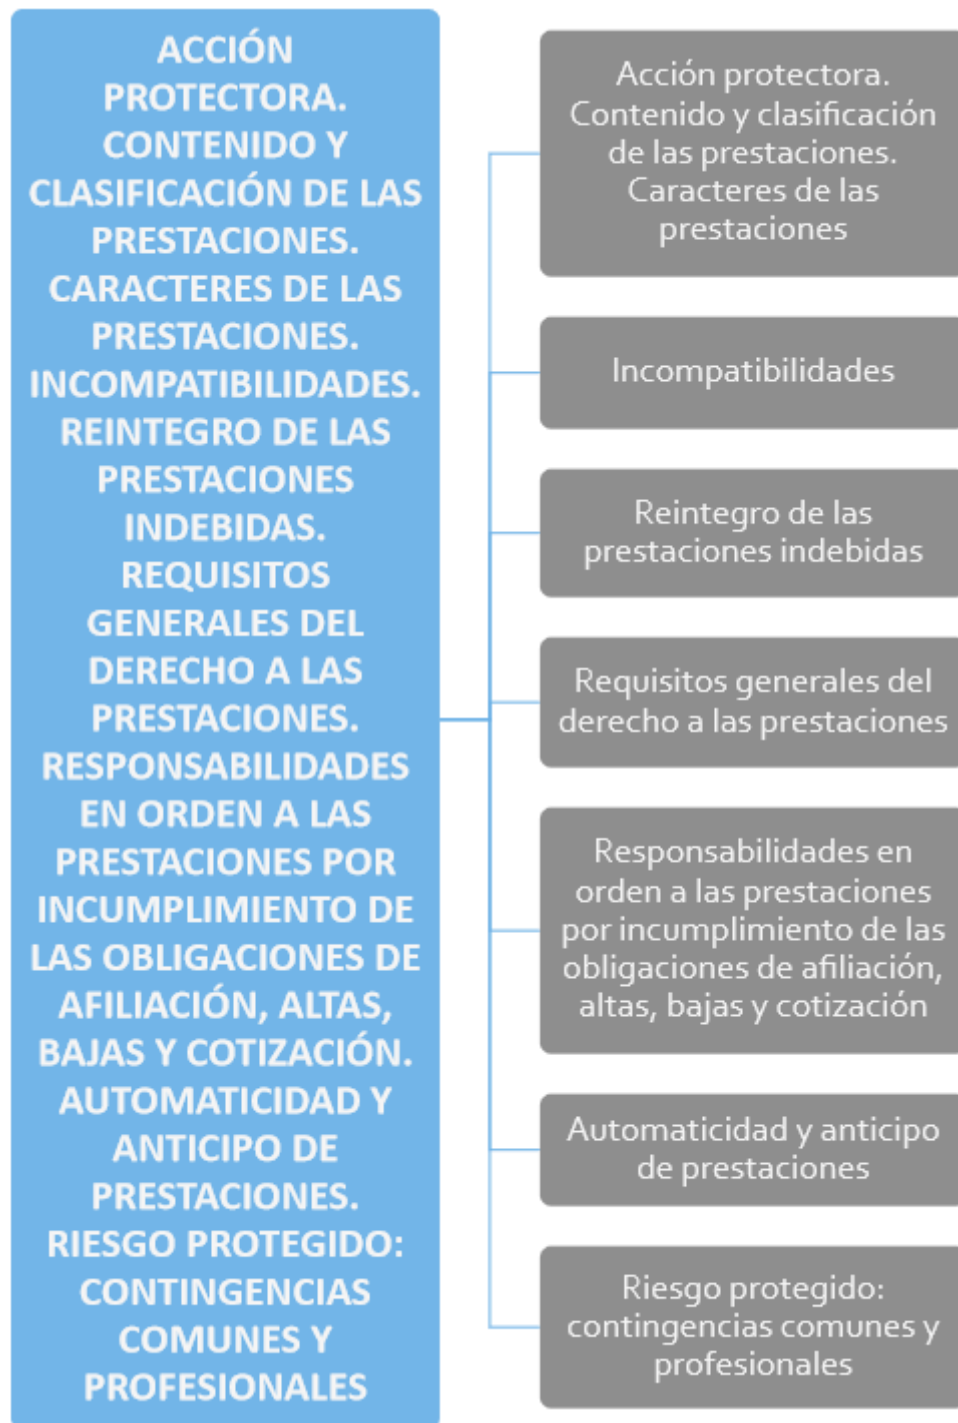 ACCIÓN
PROTECTORA.
CONTENIDO Y
CLASIFICACIÓN DE LAS
PRESTACIONES.
CARACTERES DE LAS
PRESTACIONES.
INCOMPATIBILIDADES.
REINTEGRO DE LAS
PRESTACIONES
INDEBIDAS.
REQUISITOS
GENERALES DEL
DERECHO A LAS
PRESTACIONES.
RESPONSABILIDADES
EN ORDEN A LAS
PRESTACIONES POR
INCUMPLIMIENTO DE
LAS OBLIGACIONES DE
AFILIACIÓN, ALTAS,
BAJAS Y COTIZACIÓN.
AUTOMATICIDAD Y
ANTICIPO DE
PRESTACIONES.
RIESGO PROTEGIDO:
CONTINGENCIAS
COMUNES Y
PROFESIONALES
Acción protectora.
Contenido y clasificación
de las prestaciones.
Caracteres de las
prestaciones
Incompatibilidades
Reintegro de las
prestaciones indebidas
Requisitos generales del
derecho a las prestaciones
Responsabilidades en
orden a las prestaciones
por incumplimiento de las
obligaciones de afiliación,
altas, bajas y cotización
Automaticidad y anticipo
de prestaciones
Riesgo protegido:
contingencias comunes y
profesionales